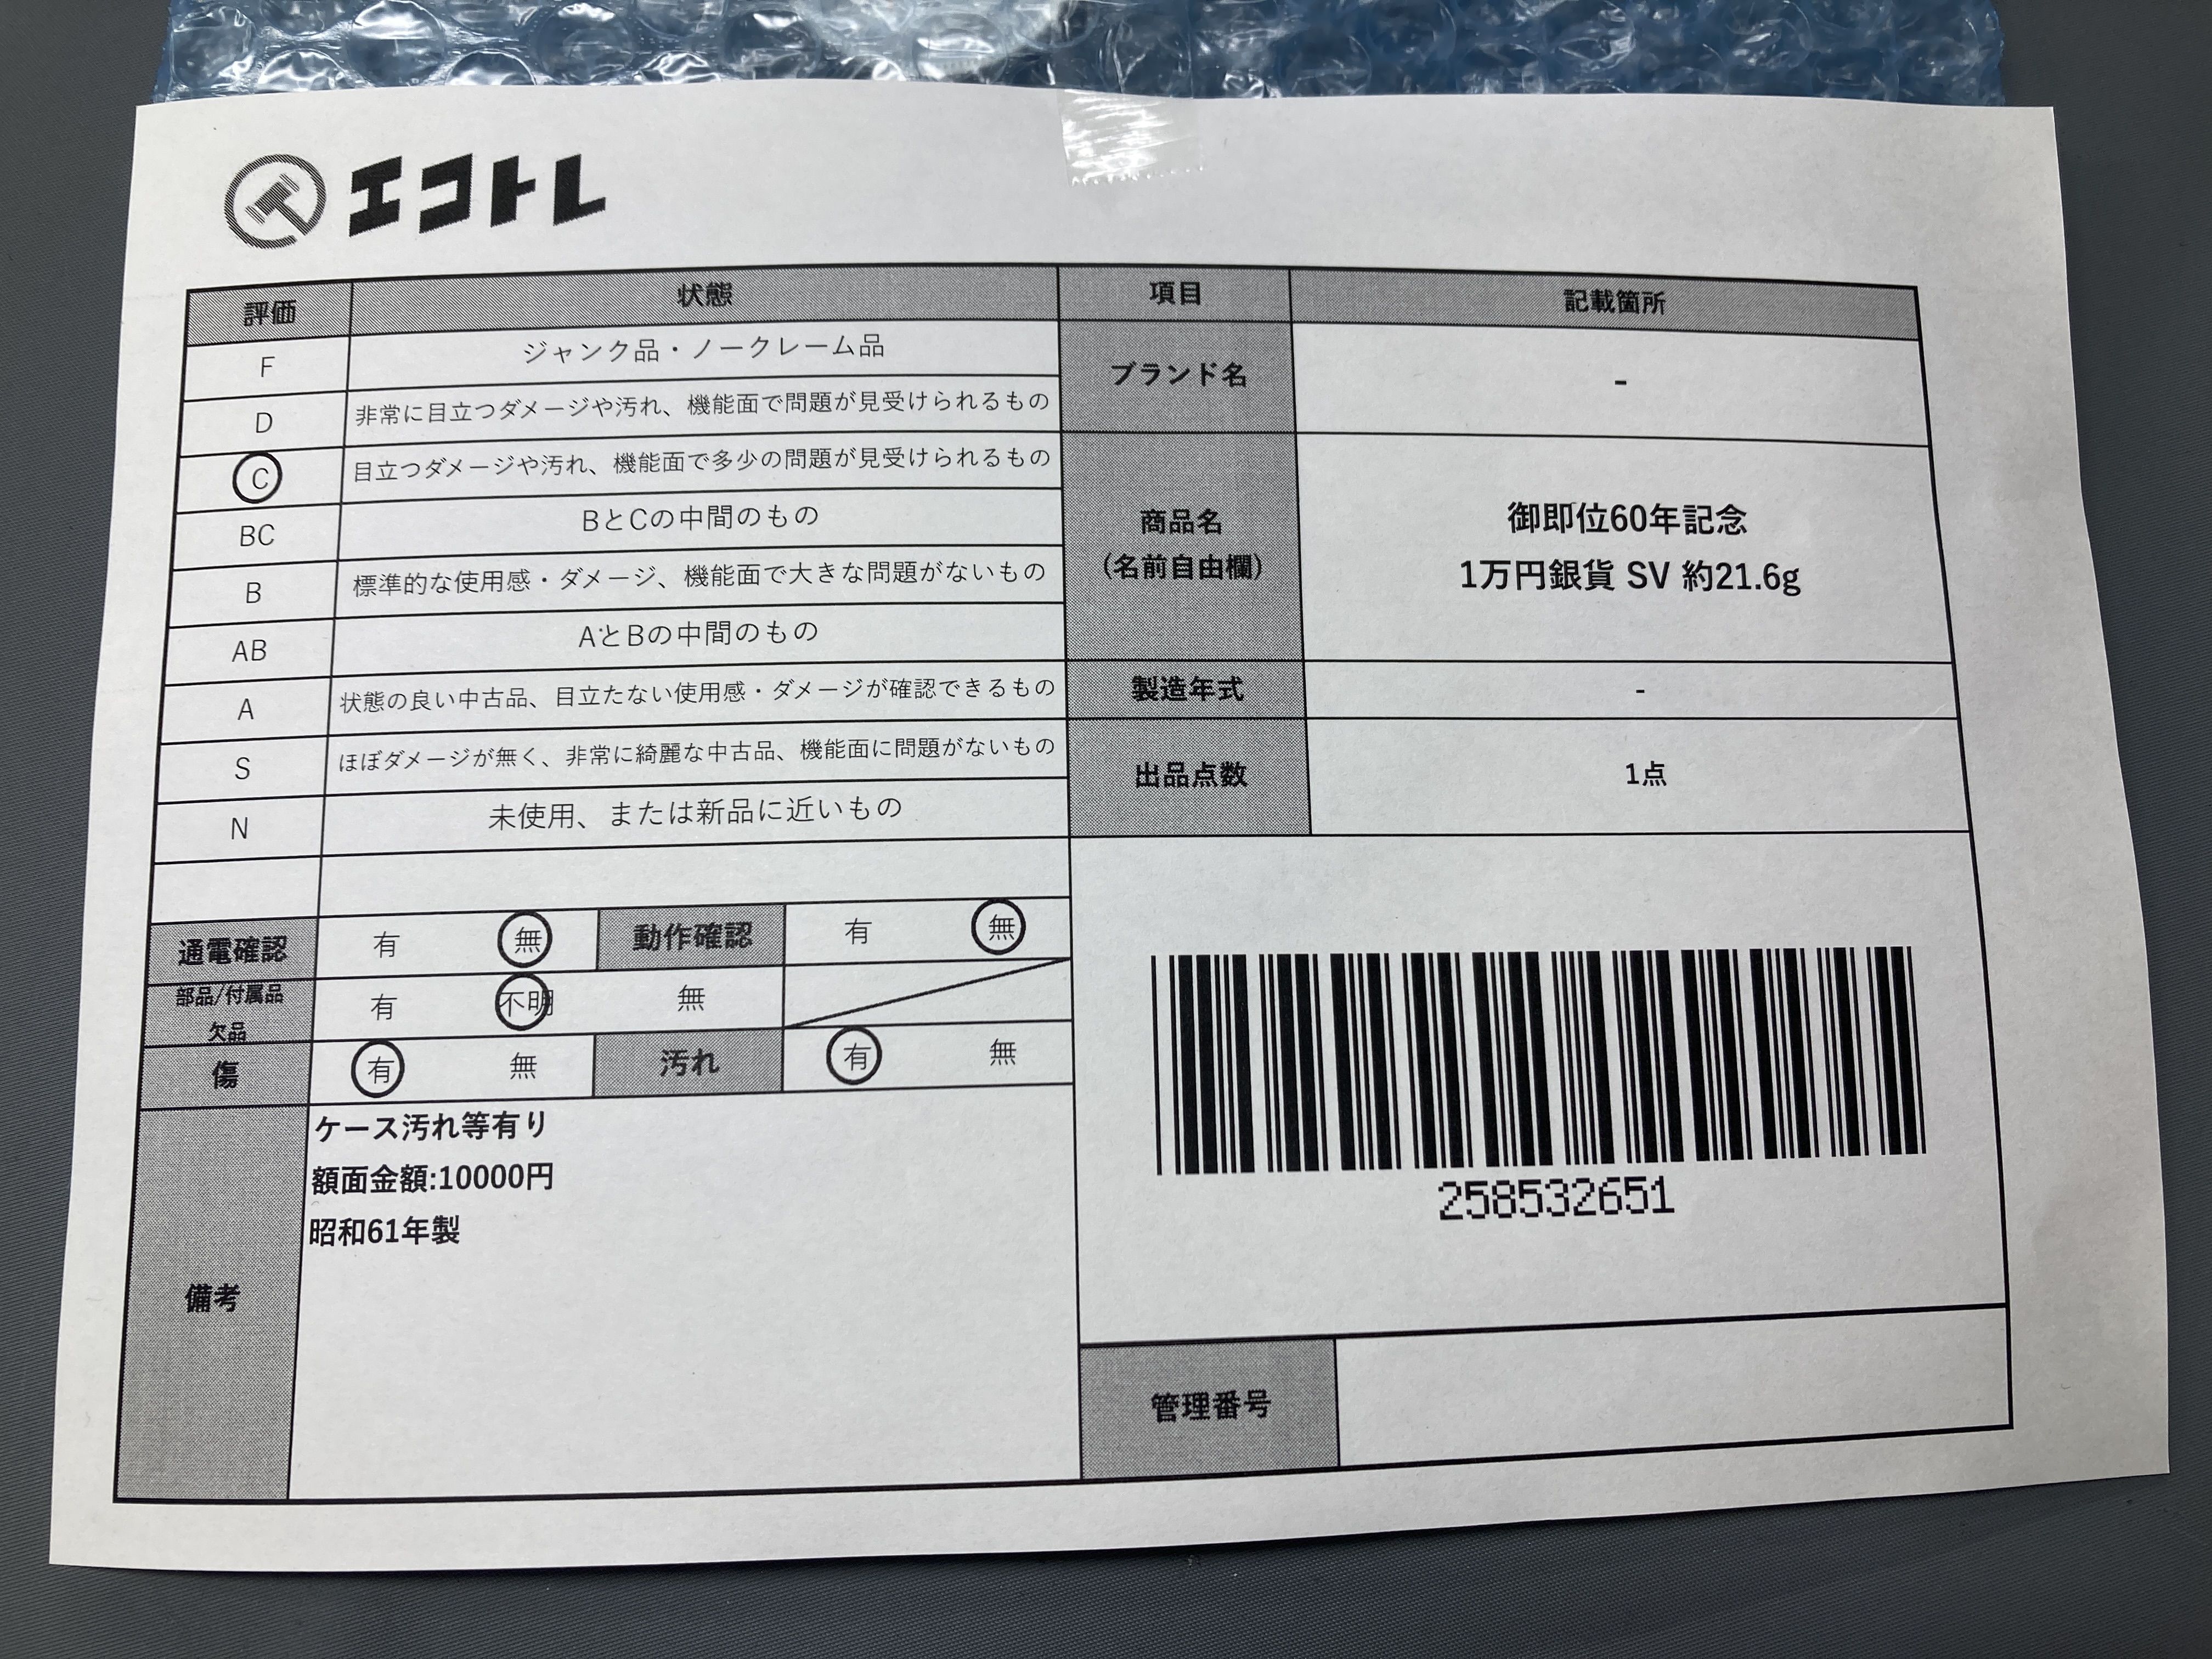 エコトレ
評価 状態 項目 記載箇所
F ジャンク品・ノークレーム品
D 非常に目立つダメージや汚れ、機能面で問題が見受けられるもの
C 目立つダメージや汚れ、機能面で多少の問題が見受けられるもの
BC BとCの中間のもの
B 標準的な使用感・ダメージ、機能面で大きな問題がないもの
AB AとBの中間のもの
A 状態の良い中古品、目立たない使用感・ダメージが確認できるもの
S ほぼダメージが無く、非常に綺麗な中古品、機能面に問題がないもの
N 未使用、または新品に近いもの
ブランド名 -
商品名
(名前自由欄)
御即位60年記念
1万円銀貨 SV 約21.6g
製造年式 -
出品点数 1点
通電確認 有 無 動作確認 有 無
部品/付属品
欠品
有 不明 無
傷 有 無 汚れ 有 無
備考
ケース汚れ等有り
額面金額:10000円
昭和61年製
258532651
管理番号